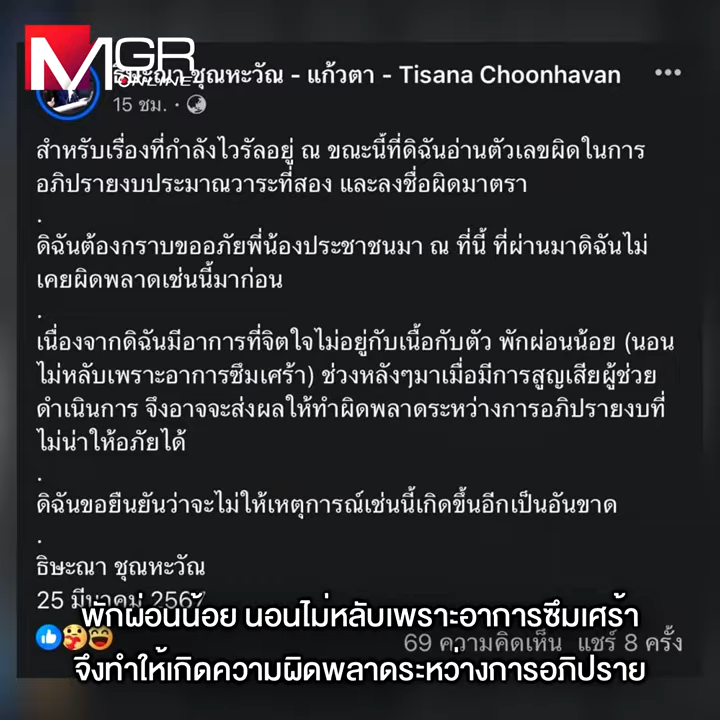 MGR
ONLINE
ธิษะณา ชุณหะวัณ - แก้วตา - Tisana Choonhavan
15 ชม. ·
สำหรับเรื่องที่กำลังไวรัลอยู่ ณ ขณะนี้ที่ดิฉันอ่านตัวเลขผิดในการ
อภิปรายงบประมาณวาระที่สอง และลงชื่อผิดมาตรา
.
ดิฉันต้องกราบขออภัยพี่น้องประชาชนมา ณ ที่นี้ ที่ผ่านมาดิฉันไม่
เคยผิดพลาดเช่นนี้มาก่อน
.
เนื่องจากดิฉันมีอาการที่จิตใจไม่อยู่กับเนื้อกับตัว พักผ่อนน้อย (นอน
ไม่หลับเพราะอาการซึมเศร้า) ช่วงหลังๆมาเมื่อมีการสูญเสียผู้ช่วย
ดำเนินการ จึงอาจจะส่งผลให้ทำผิดพลาดระหว่างการอภิปรายงบที่
ไม่น่าให้อภัยได้
.
ดิฉันขอยืนยันว่าจะไม่ให้เหตุการณ์เช่นนี้เกิดขึ้นอีกเป็นอันขาด
.
ธิษะณา ชุณหะวัณ
25 มีนาคม 2567
พักผ่อนน้อย นอนไม่หลับเพราะอาการซึมเศร้า
69 ความคิดเห็น แชร์ 8 ครั้ง
จึงทำให้เกิดความผิดพลาดระหว่างการอภิปราย